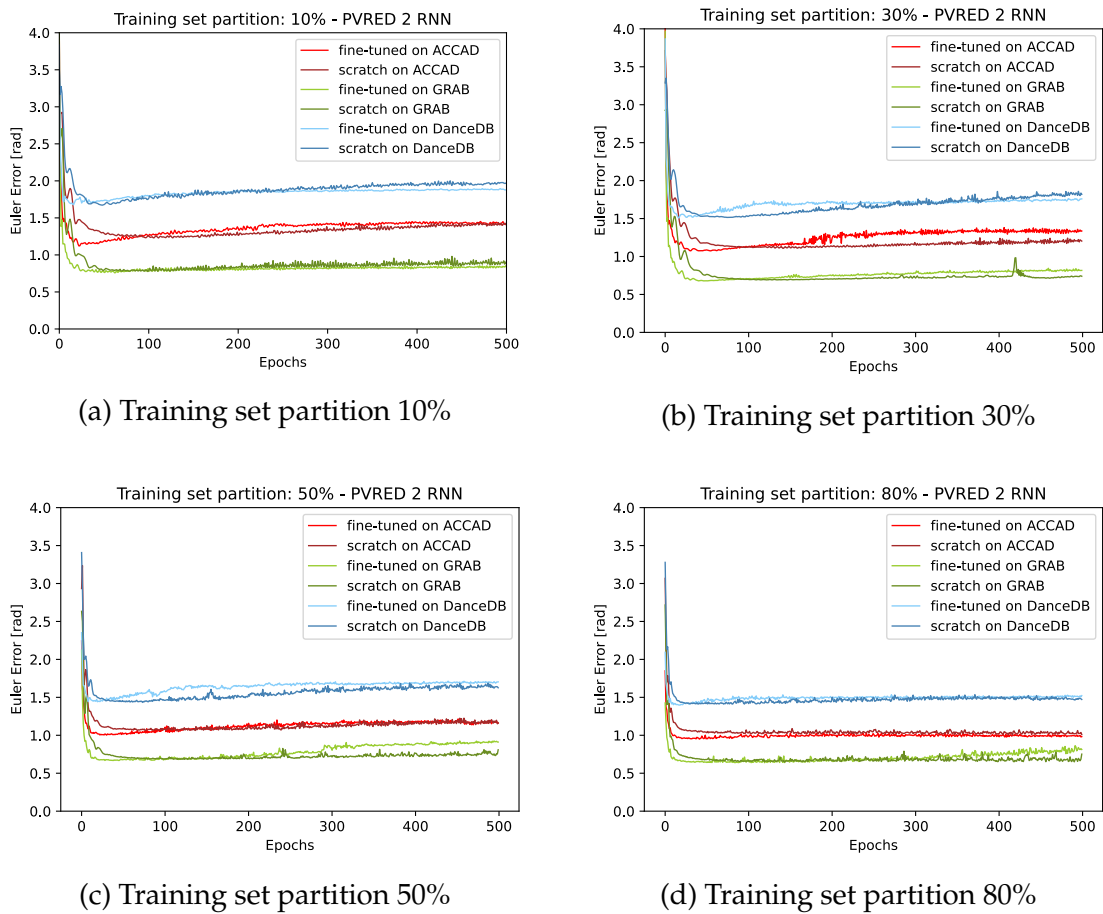 Training set partition: 10% - PVRED 2 RNN
4.0
3.5
3.0
2.5
2.0
1.5
1.0
0.5
0.0
Euler Error [rad]
fine-tuned on ACCAD
scratch on ACCAD
fine-tuned on GRAB
scratch on GRAB
fine-tuned on DanceDB
scratch on DanceDB
0 100 200 300 400 500
Epochs
(a) Training set partition 10%
Training set partition: 30% - PVRED 2 RNN
4.0
3.5
3.0
2.5
2.0
1.5
1.0
0.5
0.0
Euler Error [rad]
fine-tuned on ACCAD
scratch on ACCAD
fine-tuned on GRAB
scratch on GRAB
fine-tuned on DanceDB
scratch on DanceDB
0 100 200 300 400 500
Epochs
(b) Training set partition 30%
Training set partition: 50% - PVRED 2 RNN
4.0
3.5
3.0
2.5
2.0
1.5
1.0
0.5
0.0
Euler Error [rad]
fine-tuned on ACCAD
scratch on ACCAD
fine-tuned on GRAB
scratch on GRAB
fine-tuned on DanceDB
scratch on DanceDB
0 100 200 300 400 500
Epochs
(c) Training set partition 50%
Training set partition: 80% - PVRED 2 RNN
4.0
3.5
3.0
2.5
2.0
1.5
1.0
0.5
0.0
Euler Error [rad]
fine-tuned on ACCAD
scratch on ACCAD
fine-tuned on GRAB
scratch on GRAB
fine-tuned on DanceDB
scratch on DanceDB
0 100 200 300 400 500
Epochs
(d) Training set partition 80%